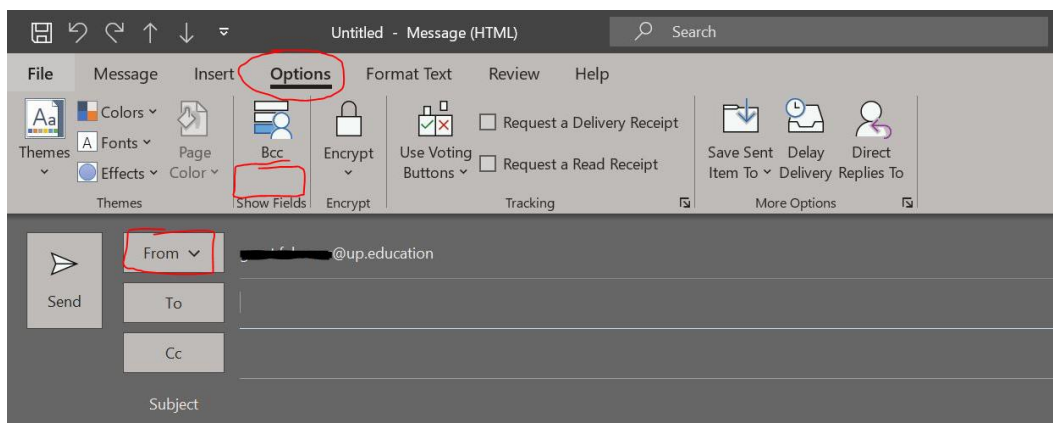 Untitled - Message (HTML)
Search
File Message Insert Options Format Text Review Help
Aa
Themes
Colors
A Fonts
Effects
Page
Color
Themes
Bcc
Show Fields
Encrypt
Encrypt
Use Voting
Buttons
Request a Delivery Receipt
Request a Read Receipt
Tracking
Save Sent
Item To
Delay
Delivery
Direct
Replies To
More Options
Send
From
@up.education
To
Cc
Subject